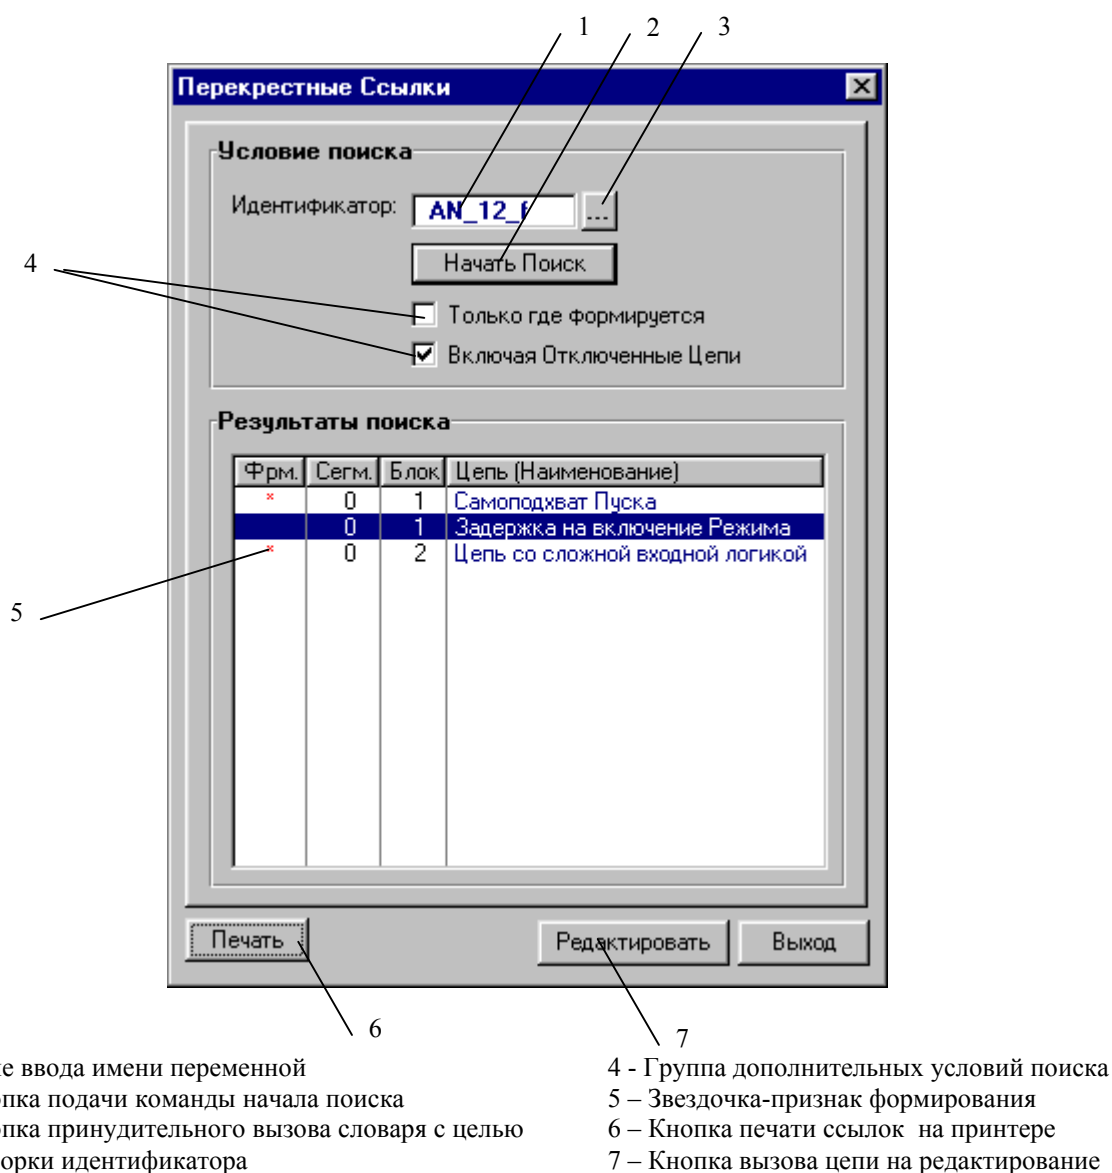 1 2 3
Перекрестные Ссылки
Условие поиска
Идентификатор: AN_12_ ...
Начать Поиск
4
Только где формируется
Включая Отключенные Цепи
Результаты поиска
Фрм. Сегм. Блок Цепь (Наименование)
* 0 1 Самоподхват Пуска
0 1 Задержка на включение Режима
* 0 2 Цепь со сложной входной логикой
5
Печать Редактировать Выход
6 7
ввода имени переменной
подачи команды начала поиска
принудительного вызова словаря с целью
идентификатора
4 - Группа дополнительных условий поиска
5 – Звездочка-признак формирования
6 – Кнопка печати ссылок на принтере
7 – Кнопка вызова цепи на редактирование